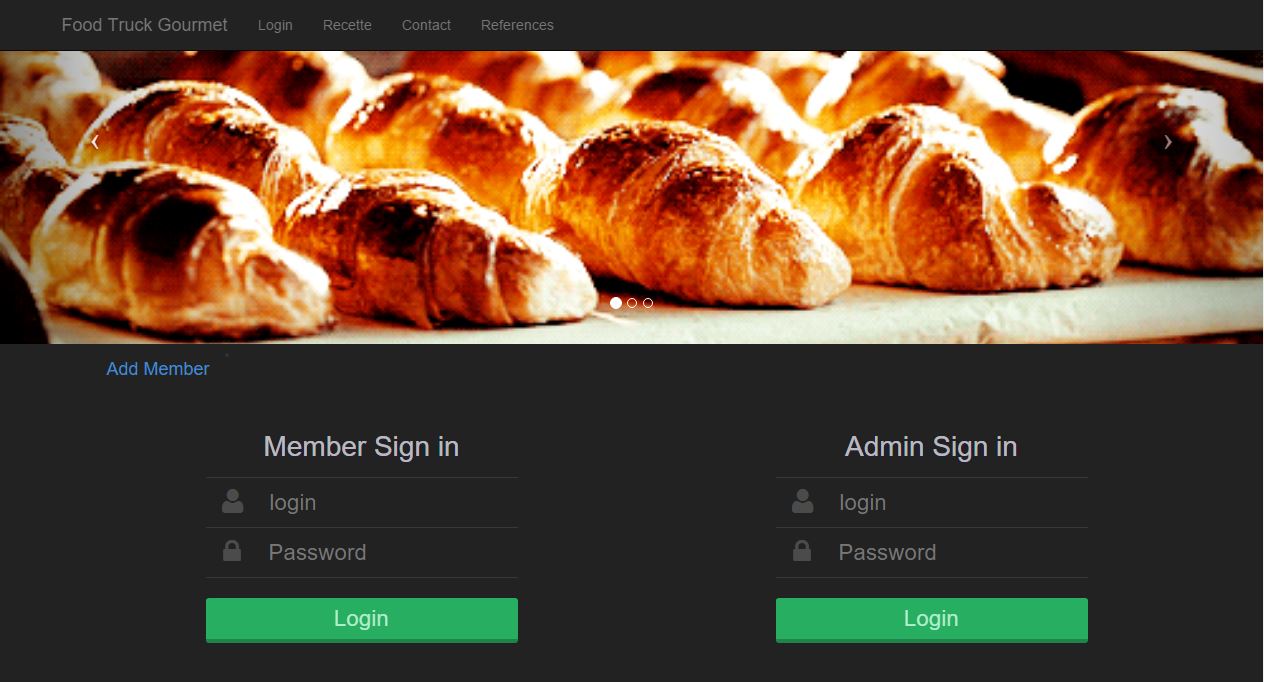 Food Truck Gourmet Login Recette Contact References
Add Member
Member Sign in
login
Password
Login
Admin Sign in
login
Password
Login